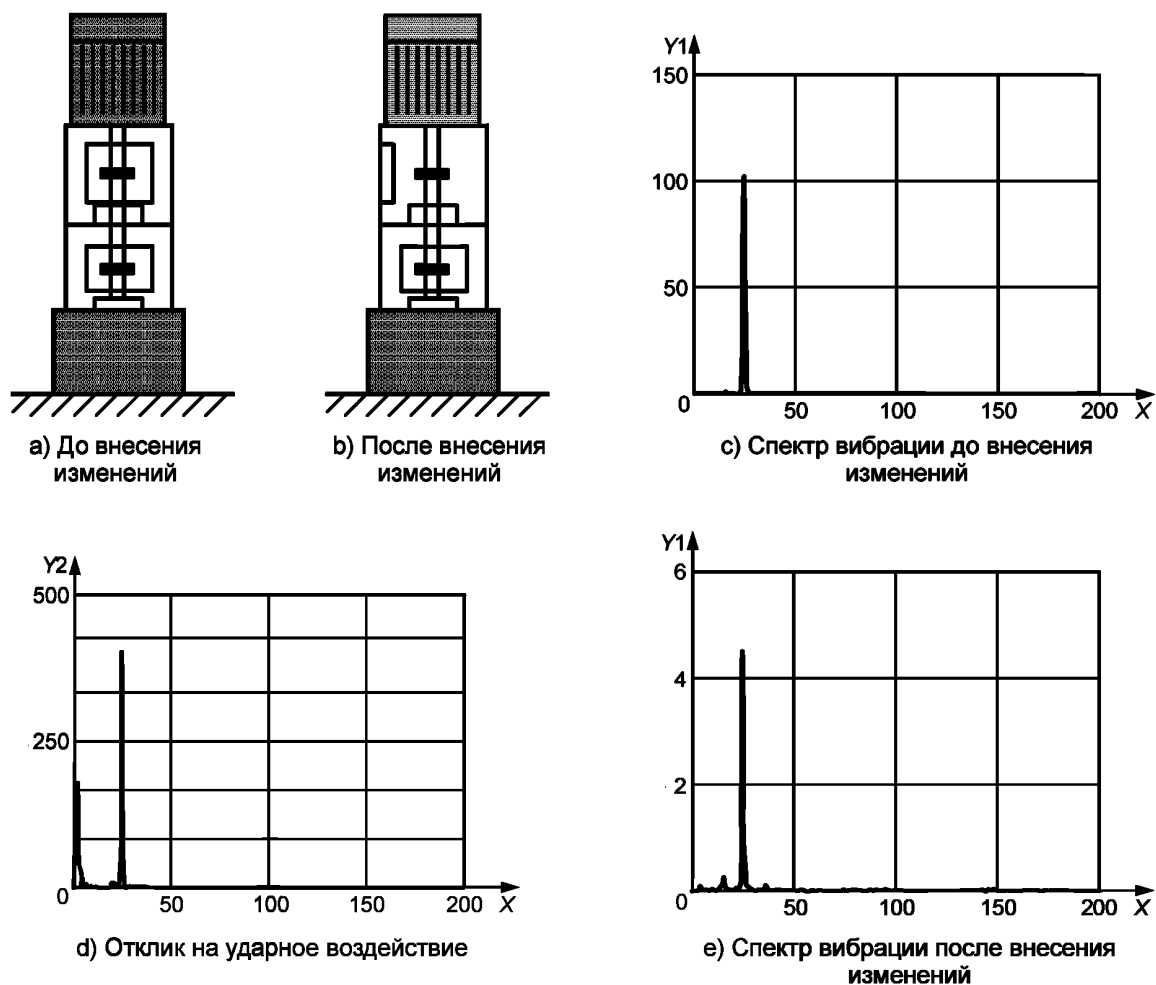 a) До внесения
изменений
b) После внесения
изменений
Y1
150
100
50
0
50
100
150
200
X
c) Спектр вибрации до внесения
изменений
Y2
500
250
0
50
100
150
200
X
d) Отклик на ударное воздействие
Y1
6
4
2
0
50
100
150
200
X
e) Спектр вибрации после внесения
изменений